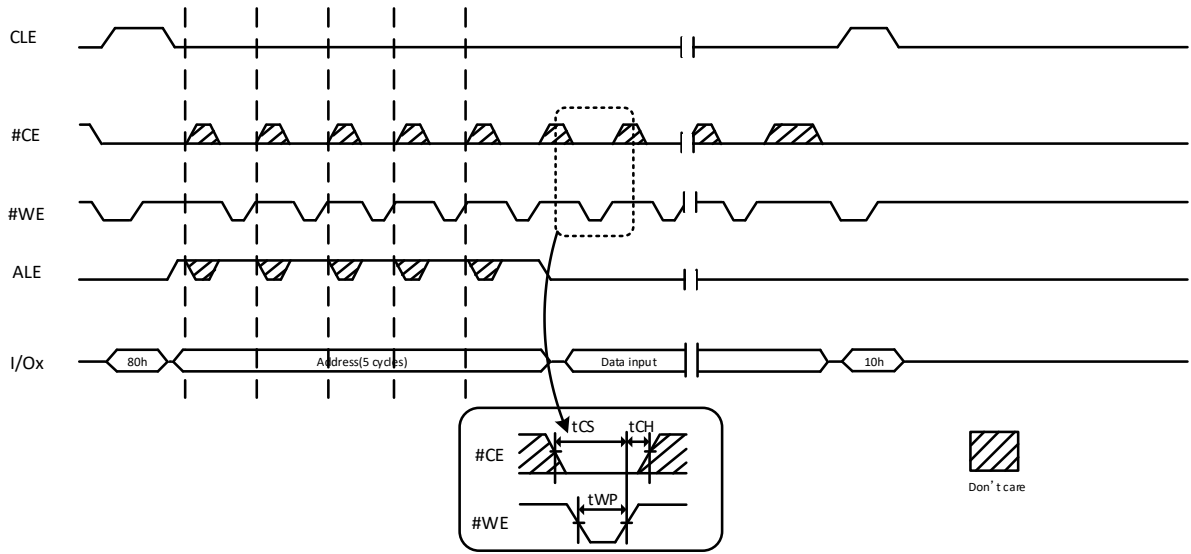 CLE
#CE
#WE
ALE
I/Ox
80h
Address(5 cycles)
Data input
10h
tCS
tCH
#CE
tWP
#WE
Don't care